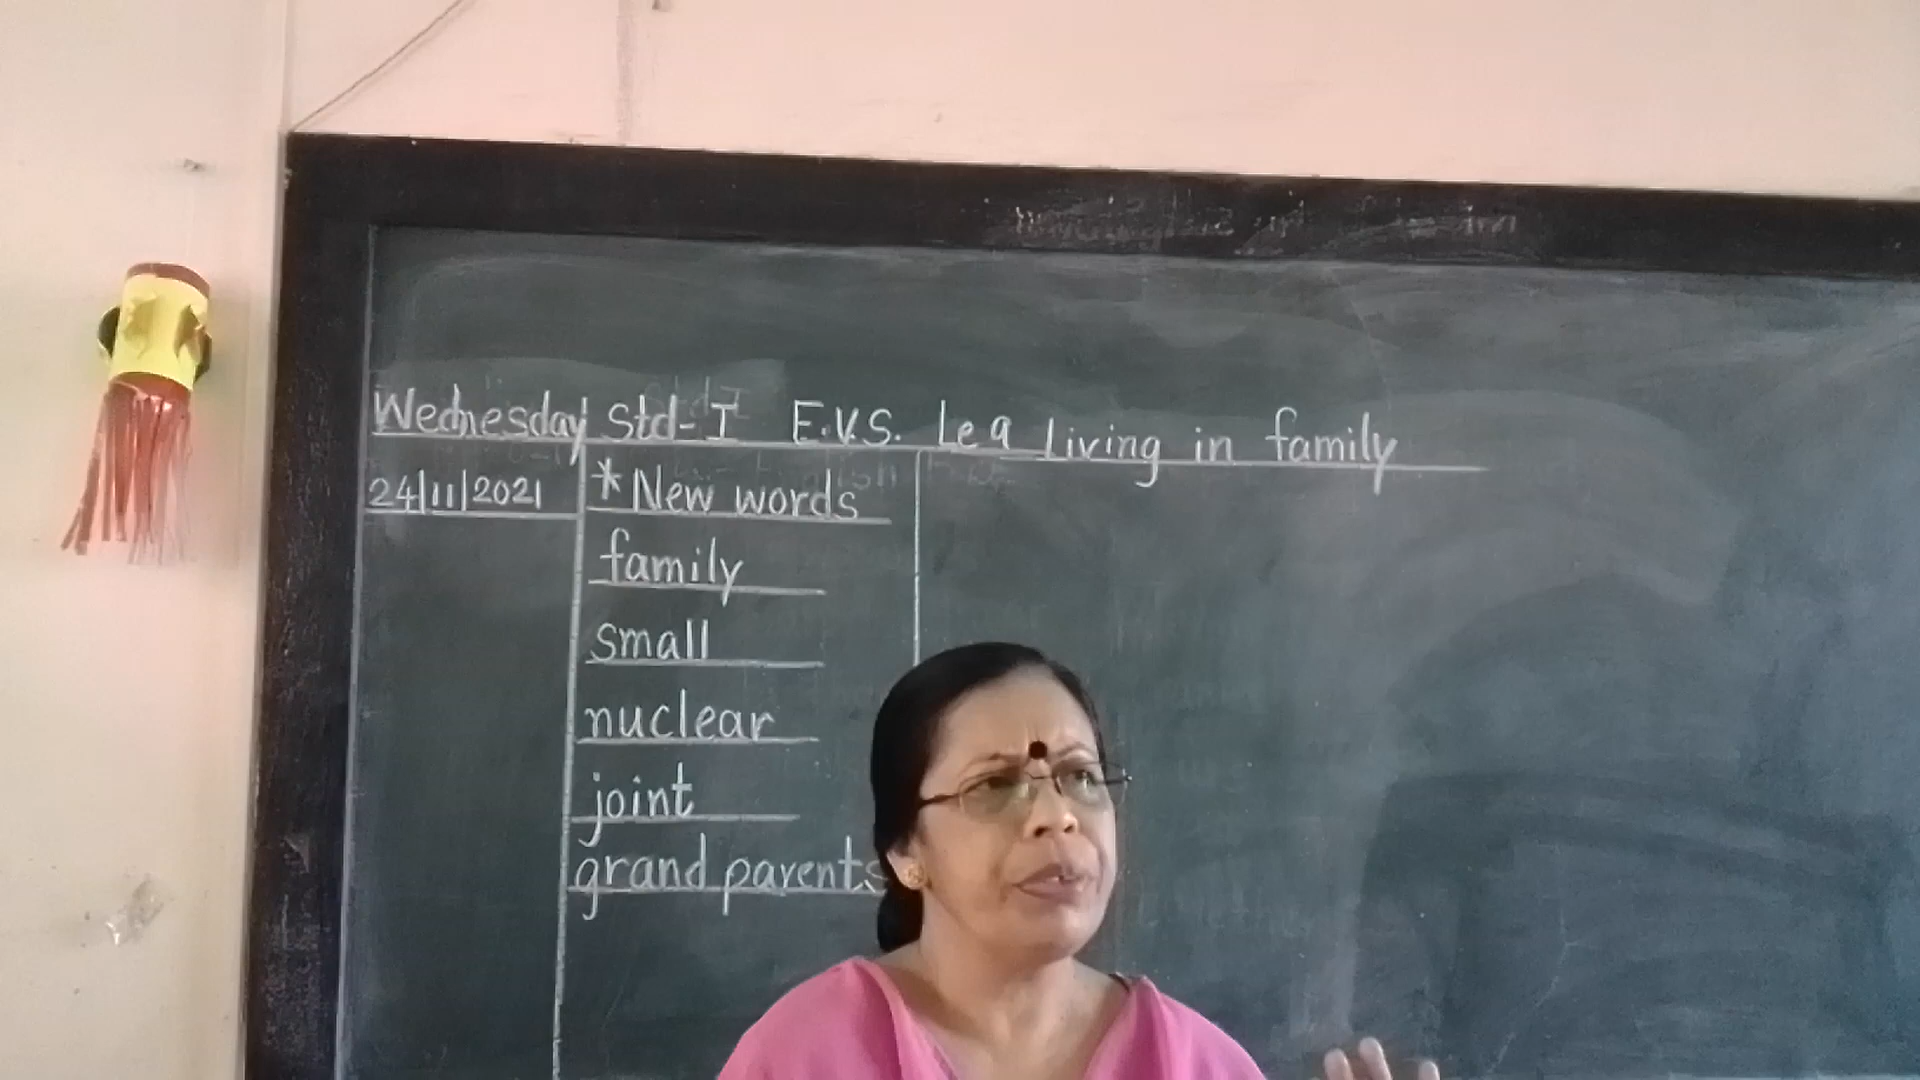 Wednesday Std-I E.V.S. Le 9 Living in family
24/11/2021
*New words
family
small
nuclear
joint
grand parents